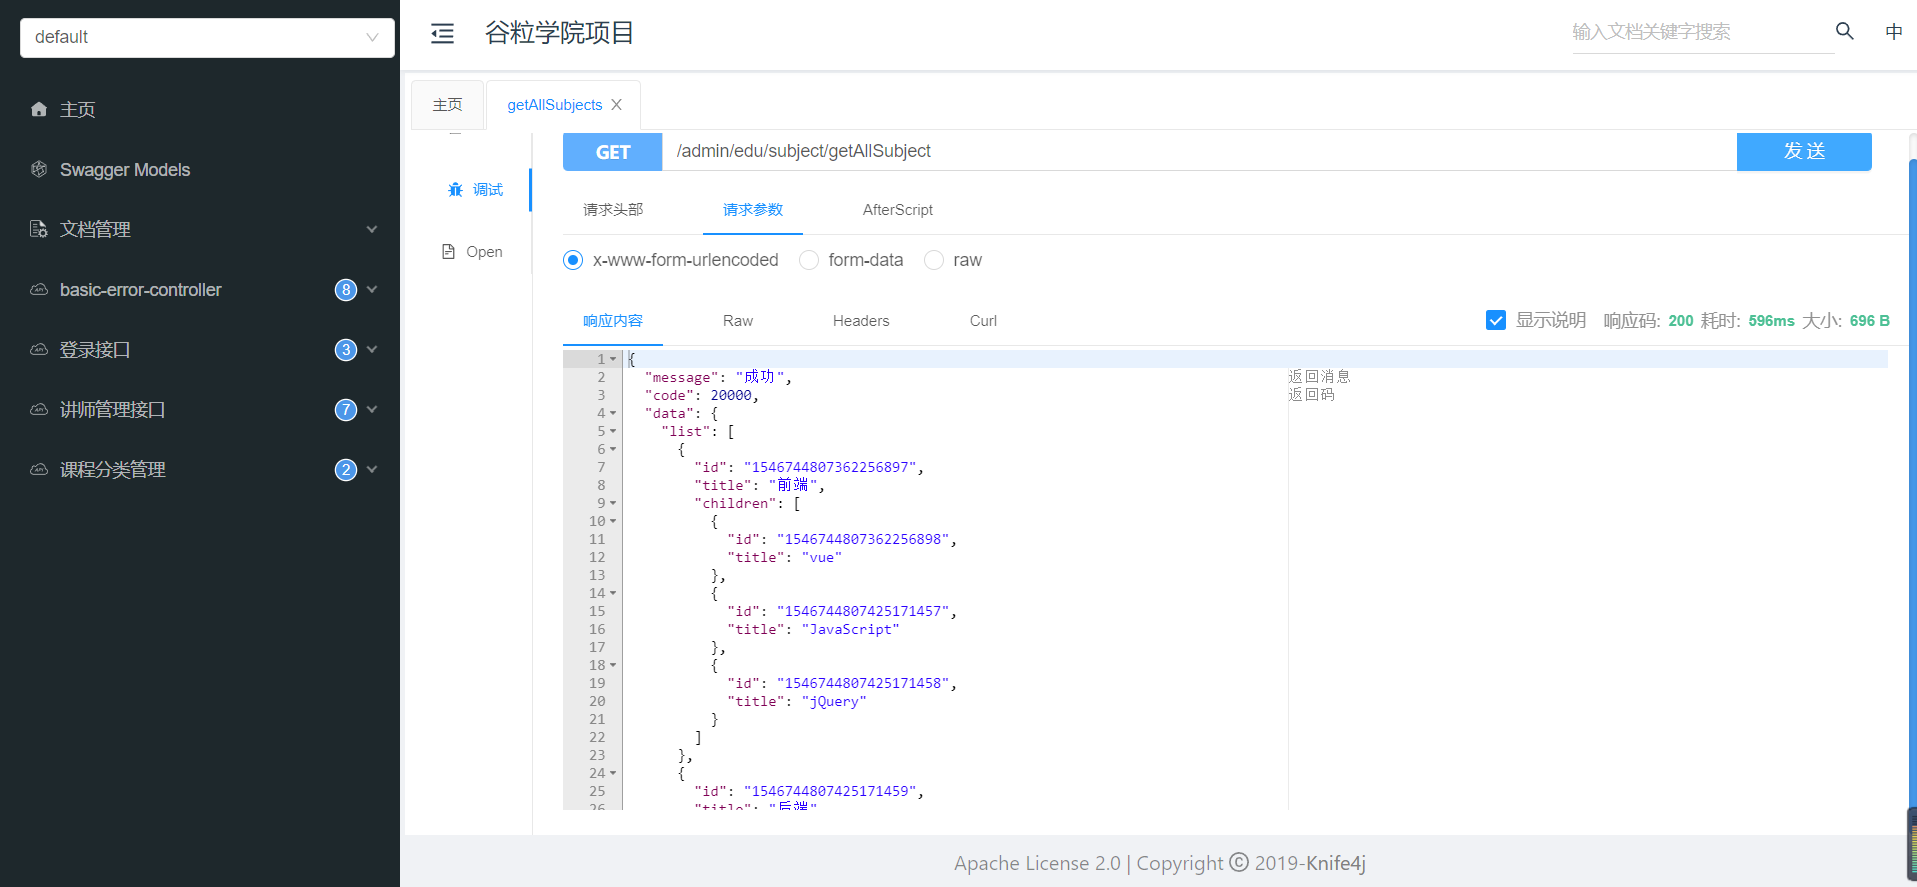 default
主页
Swagger Models
文档管理
basic-error-controller 8
登录接口 3
讲师管理接口 7
课程分类管理 2
谷粒学院项目
输入文档关键字搜索
中
主页
getAllSubjects
调试
Open
GET /admin/edu/subject/getAllSubject 发送
请求头部 请求参数 AfterScript
x-www-form-urlencoded form-data raw
响应内容 Raw Headers Curl 显示说明 响应码: 200 耗时: 596ms 大小: 696 B
1 {
2 "message": "成功", 返回消息
3 "code": 20000, 返回码
4 "data": {
5 "list": [
6 {
7 "id": "1546744807362256897",
8 "title": "前端",
9 "children": [
10 {
11 "id": "1546744807362256898",
12 "title": "vue"
13 },
14 {
15 "id": "1546744807425171457",
16 "title": "JavaScript"
17 },
18 {
19 "id": "1546744807425171458",
20 "title": "jQuery"
21 }
22 ]
23 },
24 {
25 "id": "1546744807425171459",
26 "title": "后端"
Apache License 2.0 | Copyright © 2019-Knife4j